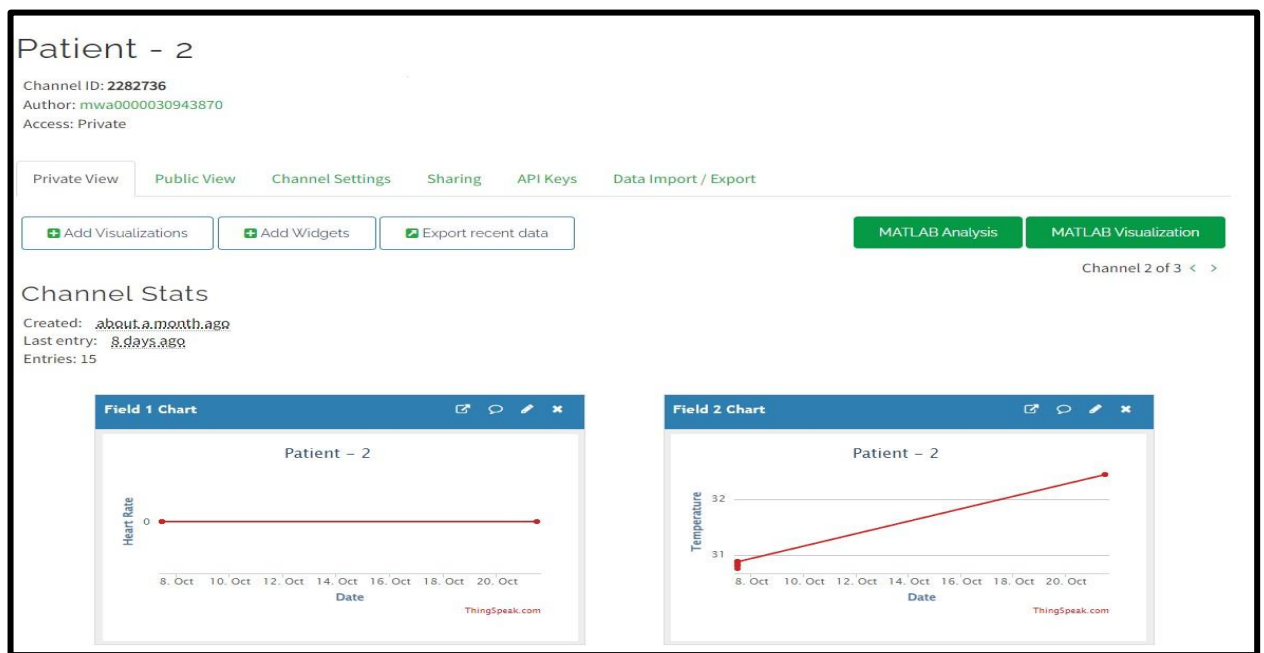 Patient - 2
Channel ID: 2282736
Author: mwa0000030943870
Access: Private
Private View Public View Channel Settings Sharing API Keys Data Import / Export
Add Visualizations Add Widgets Export recent data MATLAB Analysis MATLAB Visualization
Channel 2 of 3 < >
Channel Stats
Created: about a month ago
Last entry: 8 days ago
Entries: 15
Field 1 Chart
Patient – 2
Heart Rate
0
8. Oct 10. Oct 12. Oct 14. Oct 16. Oct 18. Oct 20. Oct
Date
ThingSpeak.com
Field 2 Chart
Patient – 2
Temperature
32
31
8. Oct 10. Oct 12. Oct 14. Oct 16. Oct 18. Oct 20. Oct
Date
ThingSpeak.com